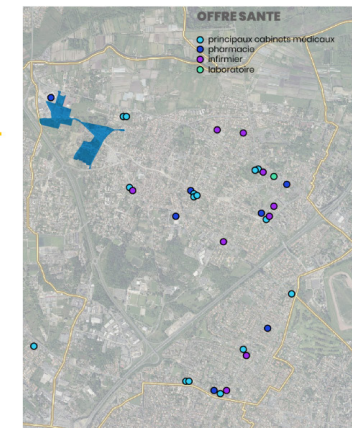 OFFRE SANTE
principaux cabinets médicaux
pharmacie
infirmier
laboratoire